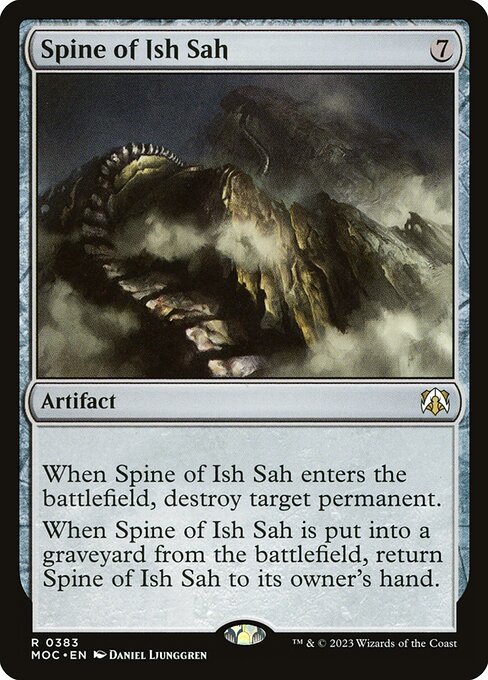 Spine of Ish Sah 7
Artifact
When Spine of Ish Sah enters the
battlefield, destroy target permanent.
When Spine of Ish Sah is put into a
graveyard from the battlefield, return
Spine of Ish Sah to its owner's hand.
R 0383
MOC • EN Daniel Ljunggren
™ & © 2023 Wizards of the Coast